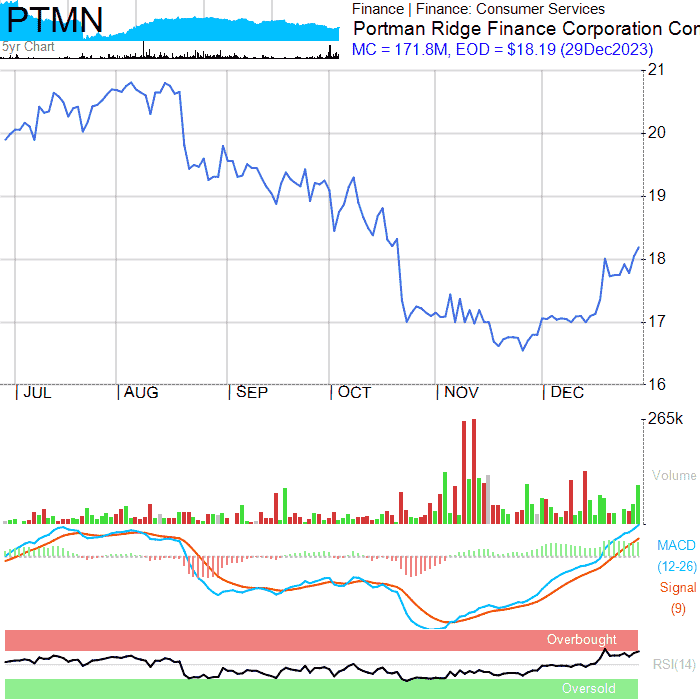 PTMN
5yr Chart
Finance | Finance: Consumer Services
Portman Ridge Finance Corporation Cor
MC = 171.8M, EOD = $18.19 (29Dec2023)
21
20
19
18
17
16
JUL AUG SEP OCT NOV DEC
265k
Volume
MACD
(12-26)
Signal
(9)
Overbought
RSI(14)
Oversold